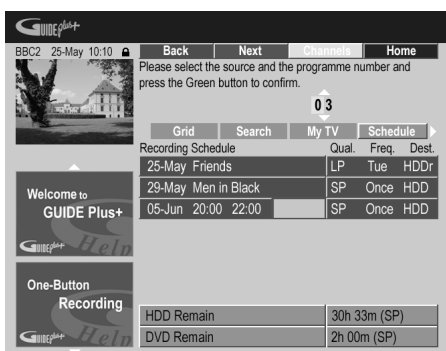 GUIDE plus+
BBC2 25-May 10:10
Back Next Channels Home
Please select the source and the programme number and
press the Green button to confirm.
0 3
Grid Search My TV Schedule
Recording Schedule Qual. Freq. Dest.
25-May Friends LP Tue HDDr
29-May Men in Black SP Once HDD
05-Jun 20:00 22:00 SP Once HDD
Welcome to
GUIDE Plus+
GUIDE plus+ Help
One-Button
Recording
GUIDE plus+ Help
HDD Remain 30h 33m (SP)
DVD Remain 2h 00m (SP)